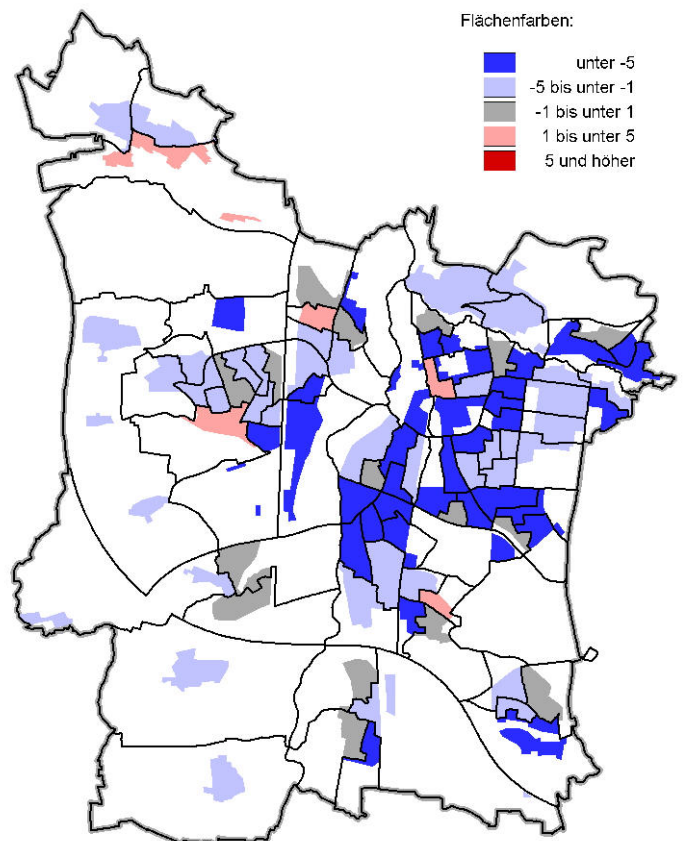 Flächenfarben:
unter -5
-5 bis unter -1
-1 bis unter 1
1 bis unter 5
5 und höher